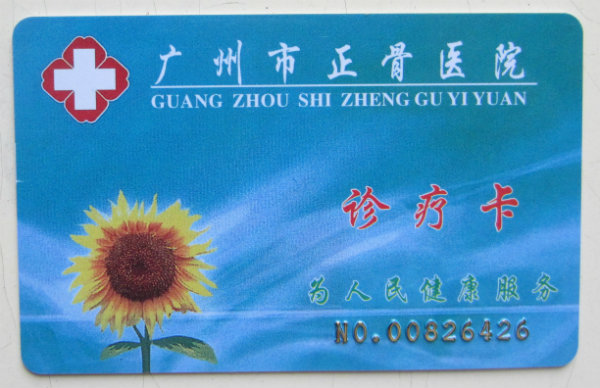 广州市正骨医院
GUANG ZHOU SHI ZHENG GU YI YUAN
诊疗卡
为人民健康服务
NO.00826426